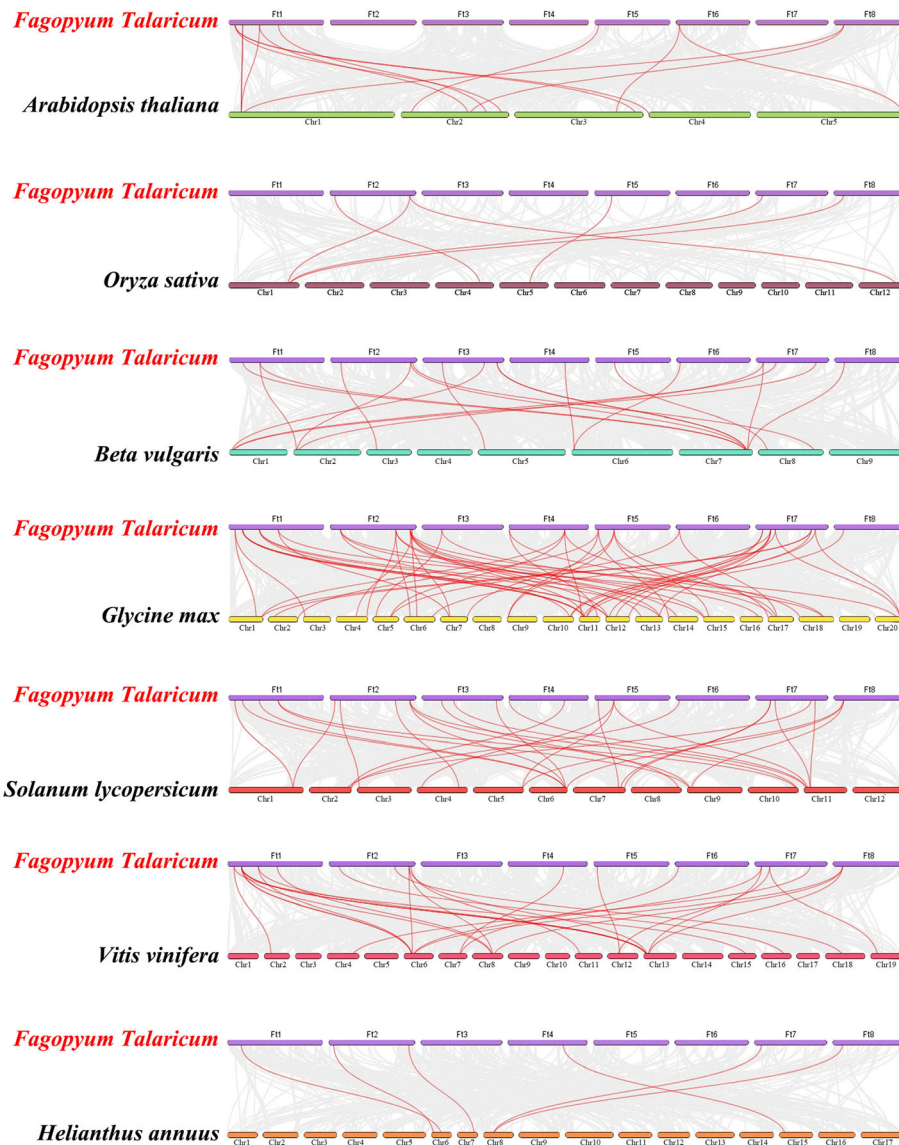 Fagopyum Talaricum
Ft1 Ft2 Ft3 Ft4 Ft5 Ft6 Ft7 Ft8
Arabidopsis thaliana
Chr1 Chr2 Chr3 Chr4 Chr5
Fagopyum Talaricum
Ft1 Ft2 Ft3 Ft4 Ft5 Ft6 Ft7 Ft8
Oryza sativa
Chr1 Chr2 Chr3 Chr4 Chr5 Chr6 Chr7 Chr8 Chr9 Chr10 Chr11 Chr12
Fagopyum Talaricum
Ft1 Ft2 Ft3 Ft4 Ft5 Ft6 Ft7 Ft8
Beta vulgaris
Chr1 Chr2 Chr3 Chr4 Chr5 Chr6 Chr7 Chr8 Chr9
Fagopyum Talaricum
Ft1 Ft2 Ft3 Ft4 Ft5 Ft6 Ft7 Ft8
Glycine max
Chr1 Chr2 Chr3 Chr4 Chr5 Chr6 Chr7 Chr8 Chr9 Chr10 Chr11 Chr12 Chr13 Chr14 Chr15 Chr16 Chr17 Chr18 Chr19 Chr20
Fagopyum Talaricum
Ft1 Ft2 Ft3 Ft4 Ft5 Ft6 Ft7 Ft8
Solanum lycopersicum
Chr1 Chr2 Chr3 Chr4 Chr5 Chr6 Chr7 Chr8 Chr9 Chr10 Chr11 Chr12
Fagopyum Talaricum
Ft1 Ft2 Ft3 Ft4 Ft5 Ft6 Ft7 Ft8
Vitis vinifera
Chr1 Chr2 Chr3 Chr4 Chr5 Chr6 Chr7 Chr8 Chr9 Chr10 Chr11 Chr12 Chr13 Chr14 Chr15 Chr16 Chr17 Chr18 Chr19
Fagopyum Talaricum
Ft1 Ft2 Ft3 Ft4 Ft5 Ft6 Ft7 Ft8
Helianthus annuus
Chr1 Chr2 Chr3 Chr4 Chr5 Chr6 Chr7 Chr8 Chr9 Chr10 Chr11 Chr12 Chr13 Chr14 Chr15 Chr16 Chr17